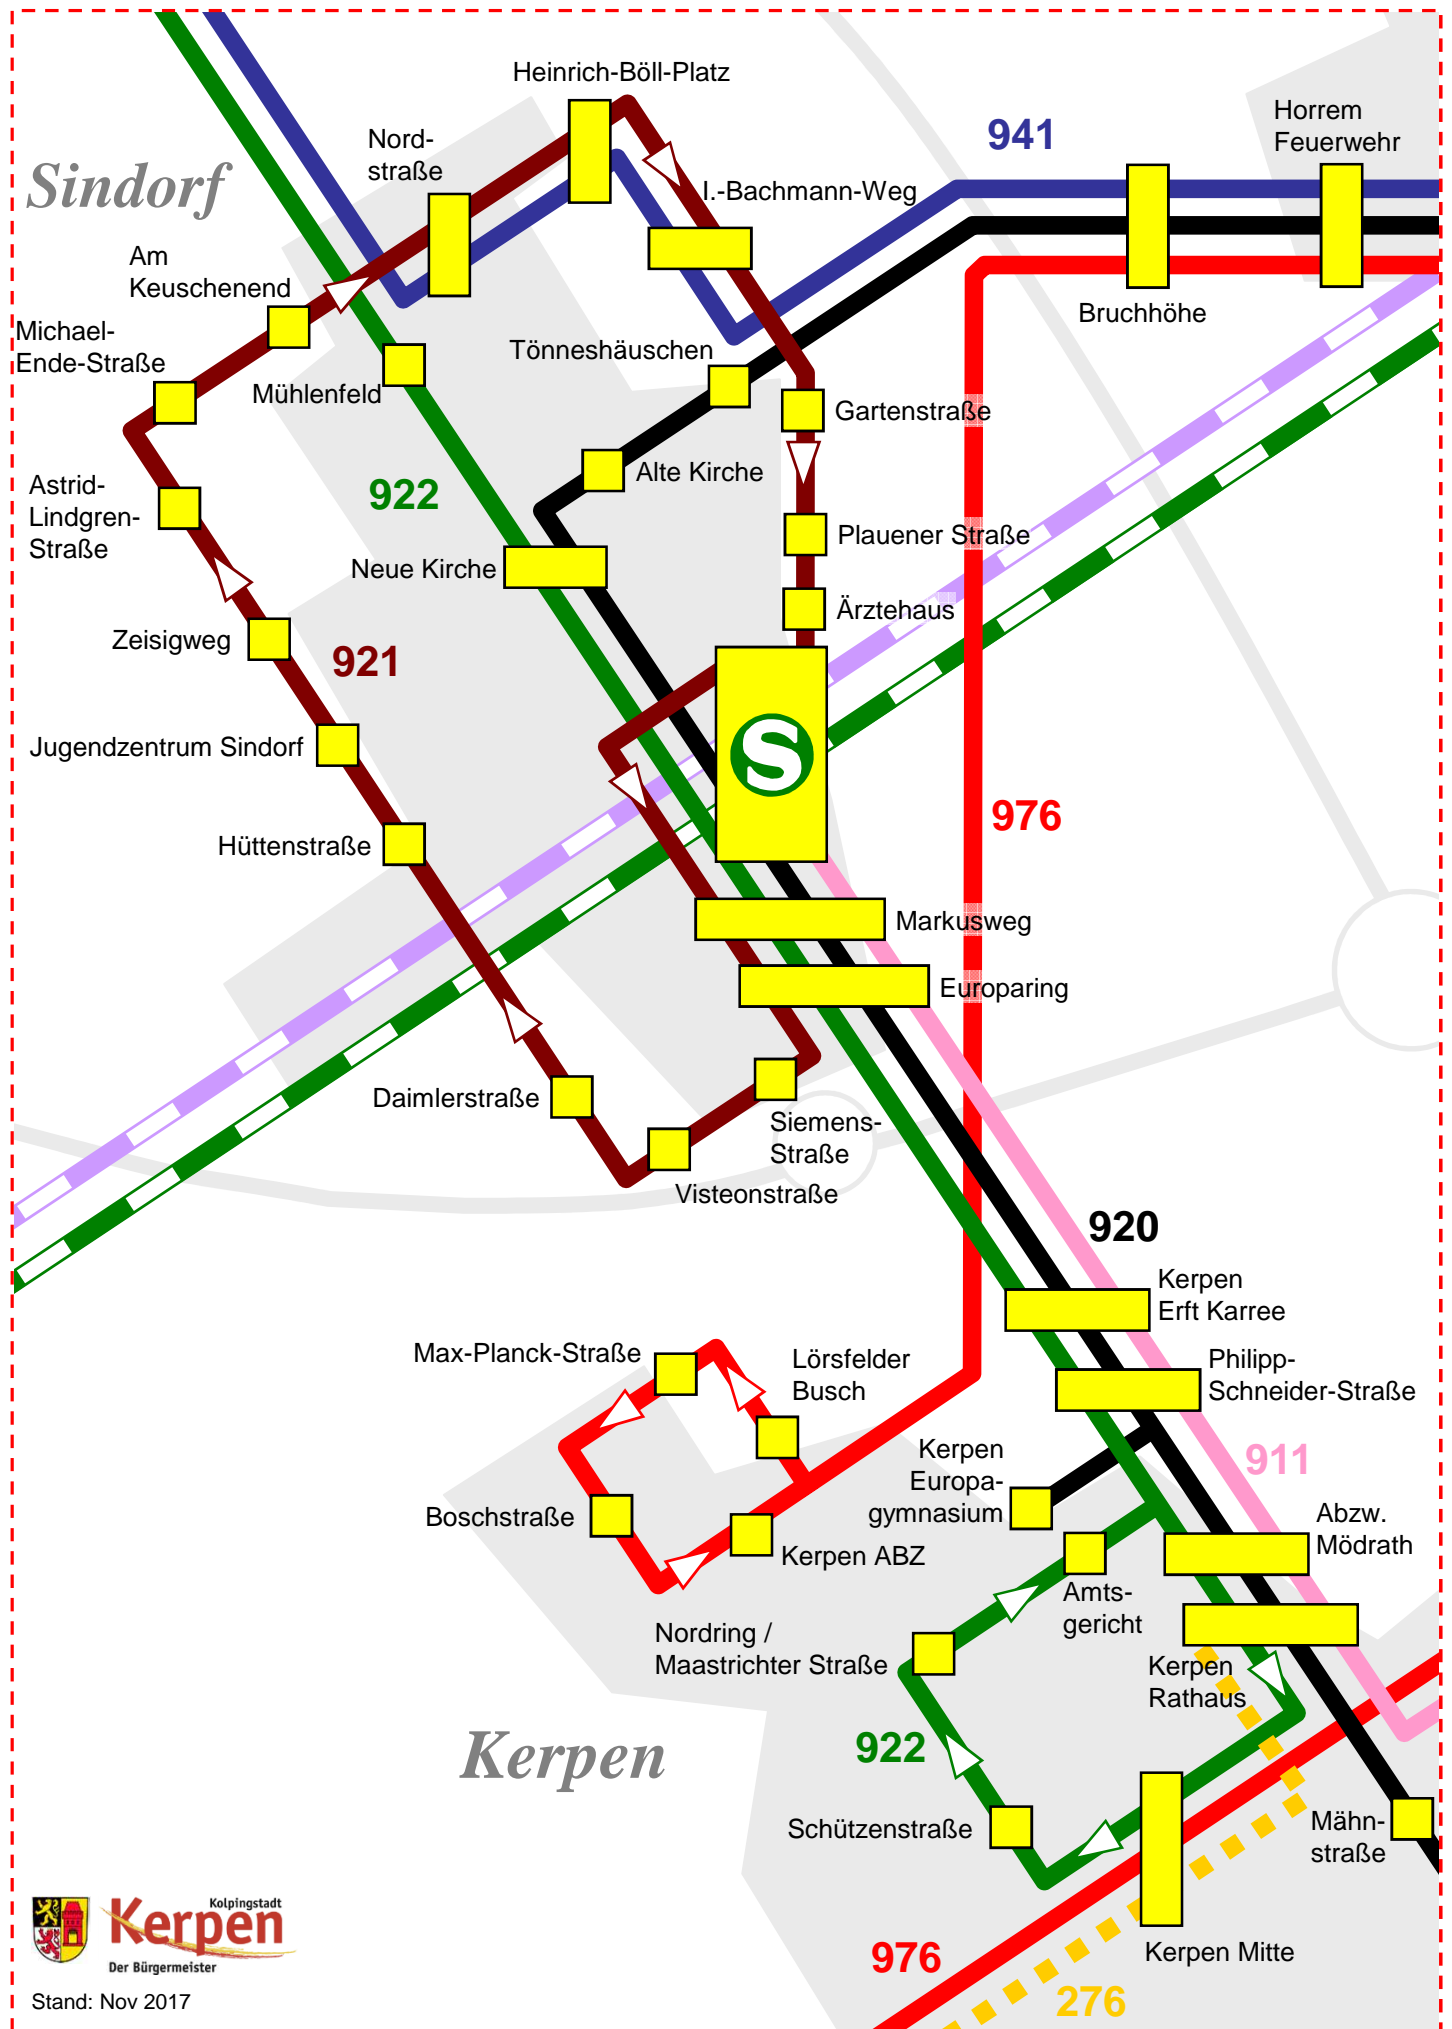 Heinrich-Böll-Platz
Nord-
straße
941
Horrem
Feuerwehr
Sindorf
I.-Bachmann-Weg
Am
Keuschenend
Michael-
Ende-Straße
Bruchhöhe
Tönneshäuschen
Mühlenfeld
Gartenstraße
Alte Kirche
922
Astrid-
Lindgren-
Straße
Plauener Straße
Neue Kirche
Ärztehaus
Zeisigweg
921
S
Jugendzentrum Sindorf
976
Hüttenstraße
Markusweg
Europaring
Daimlerstraße
Siemens-
Straße
Visteonstraße
920
Kerpen
Erft Karree
Max-Planck-Straße
Lörsfelder
Busch
Philipp-
Schneider-Straße
Kerpen
Europa-
gymnasium
911
Boschstraße
Kerpen ABZ
Abzw.
Mödrath
Amts-
gericht
Nordring /
Maastrichter Straße
Kerpen
Rathaus
Kerpen
922
Schützenstraße
Mähn-
straße
Kolpingstadt
Kerpen
Der Bürgermeister
Kerpen Mitte
976
276
Stand: Nov 2017